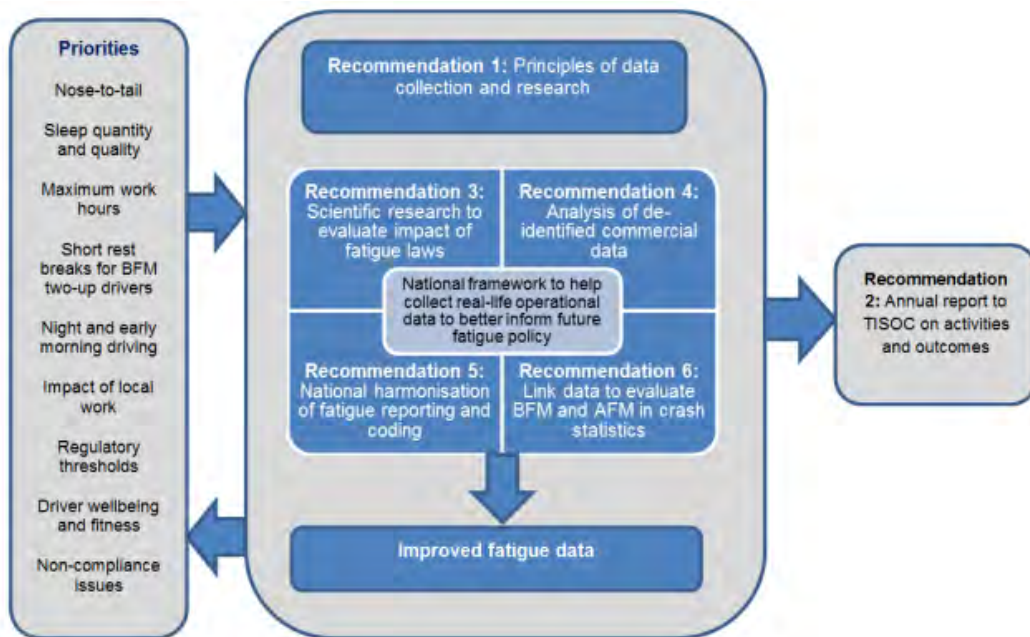 Priorities
Nose-to-tail
Sleep quantity
and quality
Maximum work
hours
Short rest
breaks for BFM
two-up drivers
Night and early
morning driving
Impact of local
work
Regulatory
thresholds
Driver wellbeing
and fitness
Non-compliance
issues
Recommendation 1: Principles of data
collection and research
Recommendation 3:
Scientific research to
evaluate impact of
fatigue laws
Recommendation 4:
Analysis of de-
identified commercial
data
National framework to help
collect real-life operational
data to better inform future
fatigue policy
Recommendation 5:
National harmonisation
of fatigue reporting and
coding
Recommendation 6:
Link data to evaluate
BFM and AFM in crash
statistics
Improved fatigue data
Recommendation
2: Annual report to
TISOC on activities
and outcomes